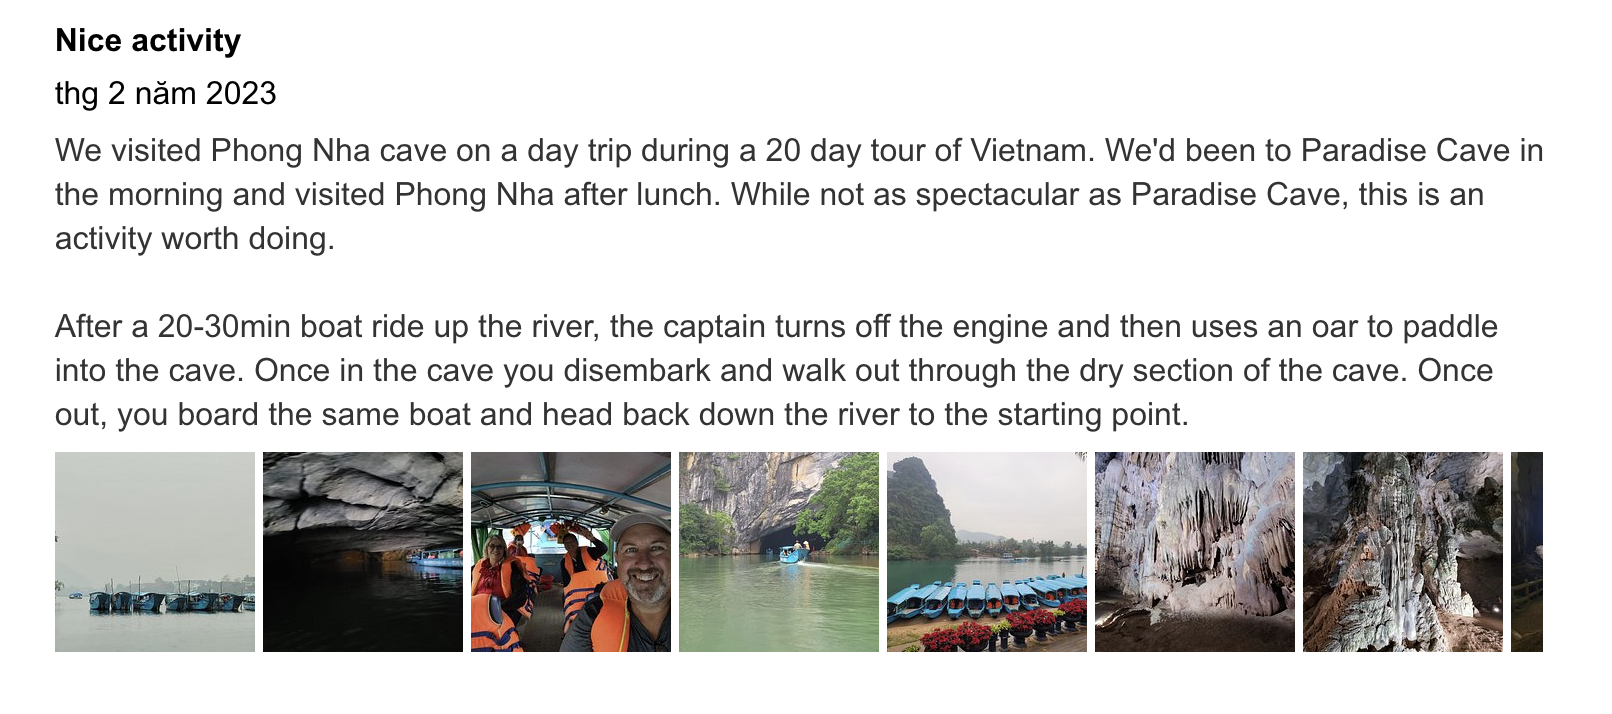 Nice activity
thg 2 năm 2023
We visited Phong Nha cave on a day trip during a 20 day tour of Vietnam. We'd been to Paradise Cave in
the morning and visited Phong Nha after lunch. While not as spectacular as Paradise Cave, this is an
activity worth doing.
After a 20-30min boat ride up the river, the captain turns off the engine and then uses an oar to paddle
into the cave. Once in the cave you disembark and walk out through the dry section of the cave. Once
out, you board the same boat and head back down the river to the starting point.